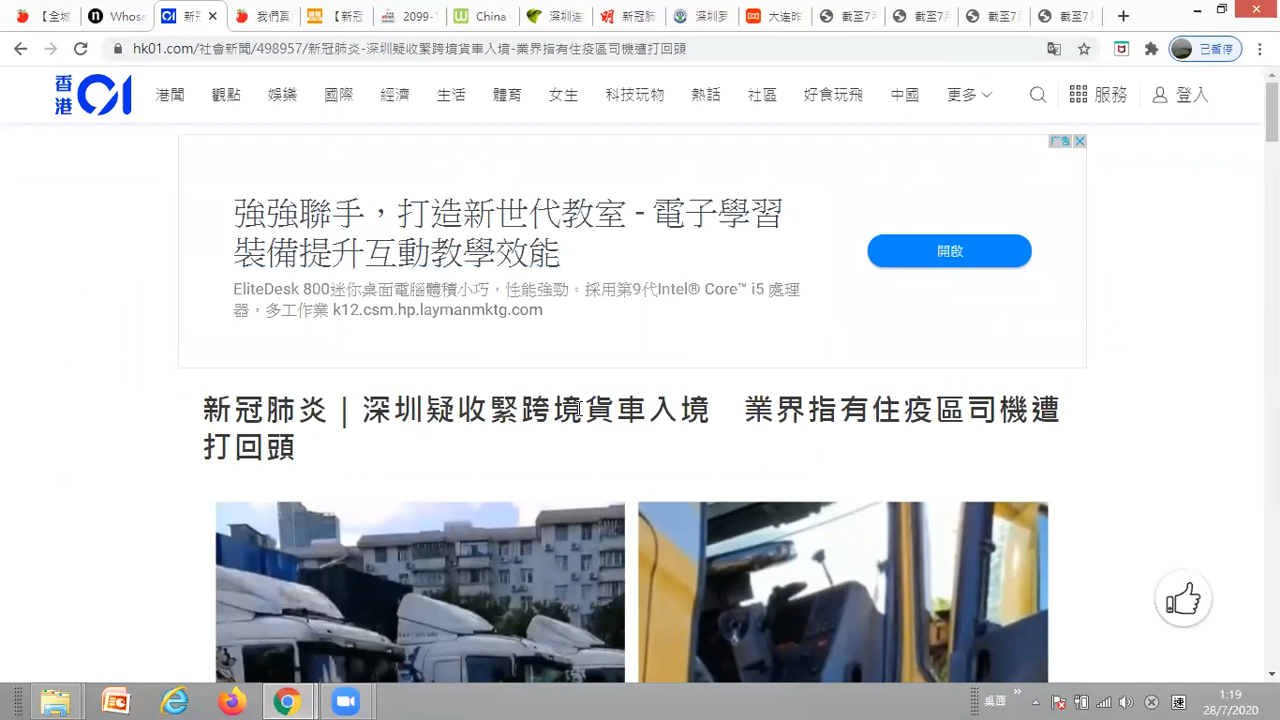 【全城
Whose
新冠
我們買
【新冠
2099-
China
深圳連
新冠肺
深圳要
大連昨
截至7月
截至7月
截至7月
截至7月
hk01.com/社會新聞/498957/新冠肺炎-深圳疑收緊跨境貨車入境-業界指有住疫區司機遭打回頭
已暫停
香港01 港聞 觀點 娛樂 國際 經濟 生活 體育 女生 科技玩物 熱話 社區 好食玩飛 中國 更多 服務 登入
广告
強強聯手，打造新世代教室 - 電子學習
裝備提升互動教學效能
開啟
EliteDesk 800迷你桌面電腦體積小巧，性能強勁。採用第9代Intel® Core™ i5 處理
器，多工作業 k12.csm.hp.laymanmktg.com
新冠肺炎｜深圳疑收緊跨境貨車入境　業界指有住疫區司機遭
打回頭
桌面
1:19
28/7/2020